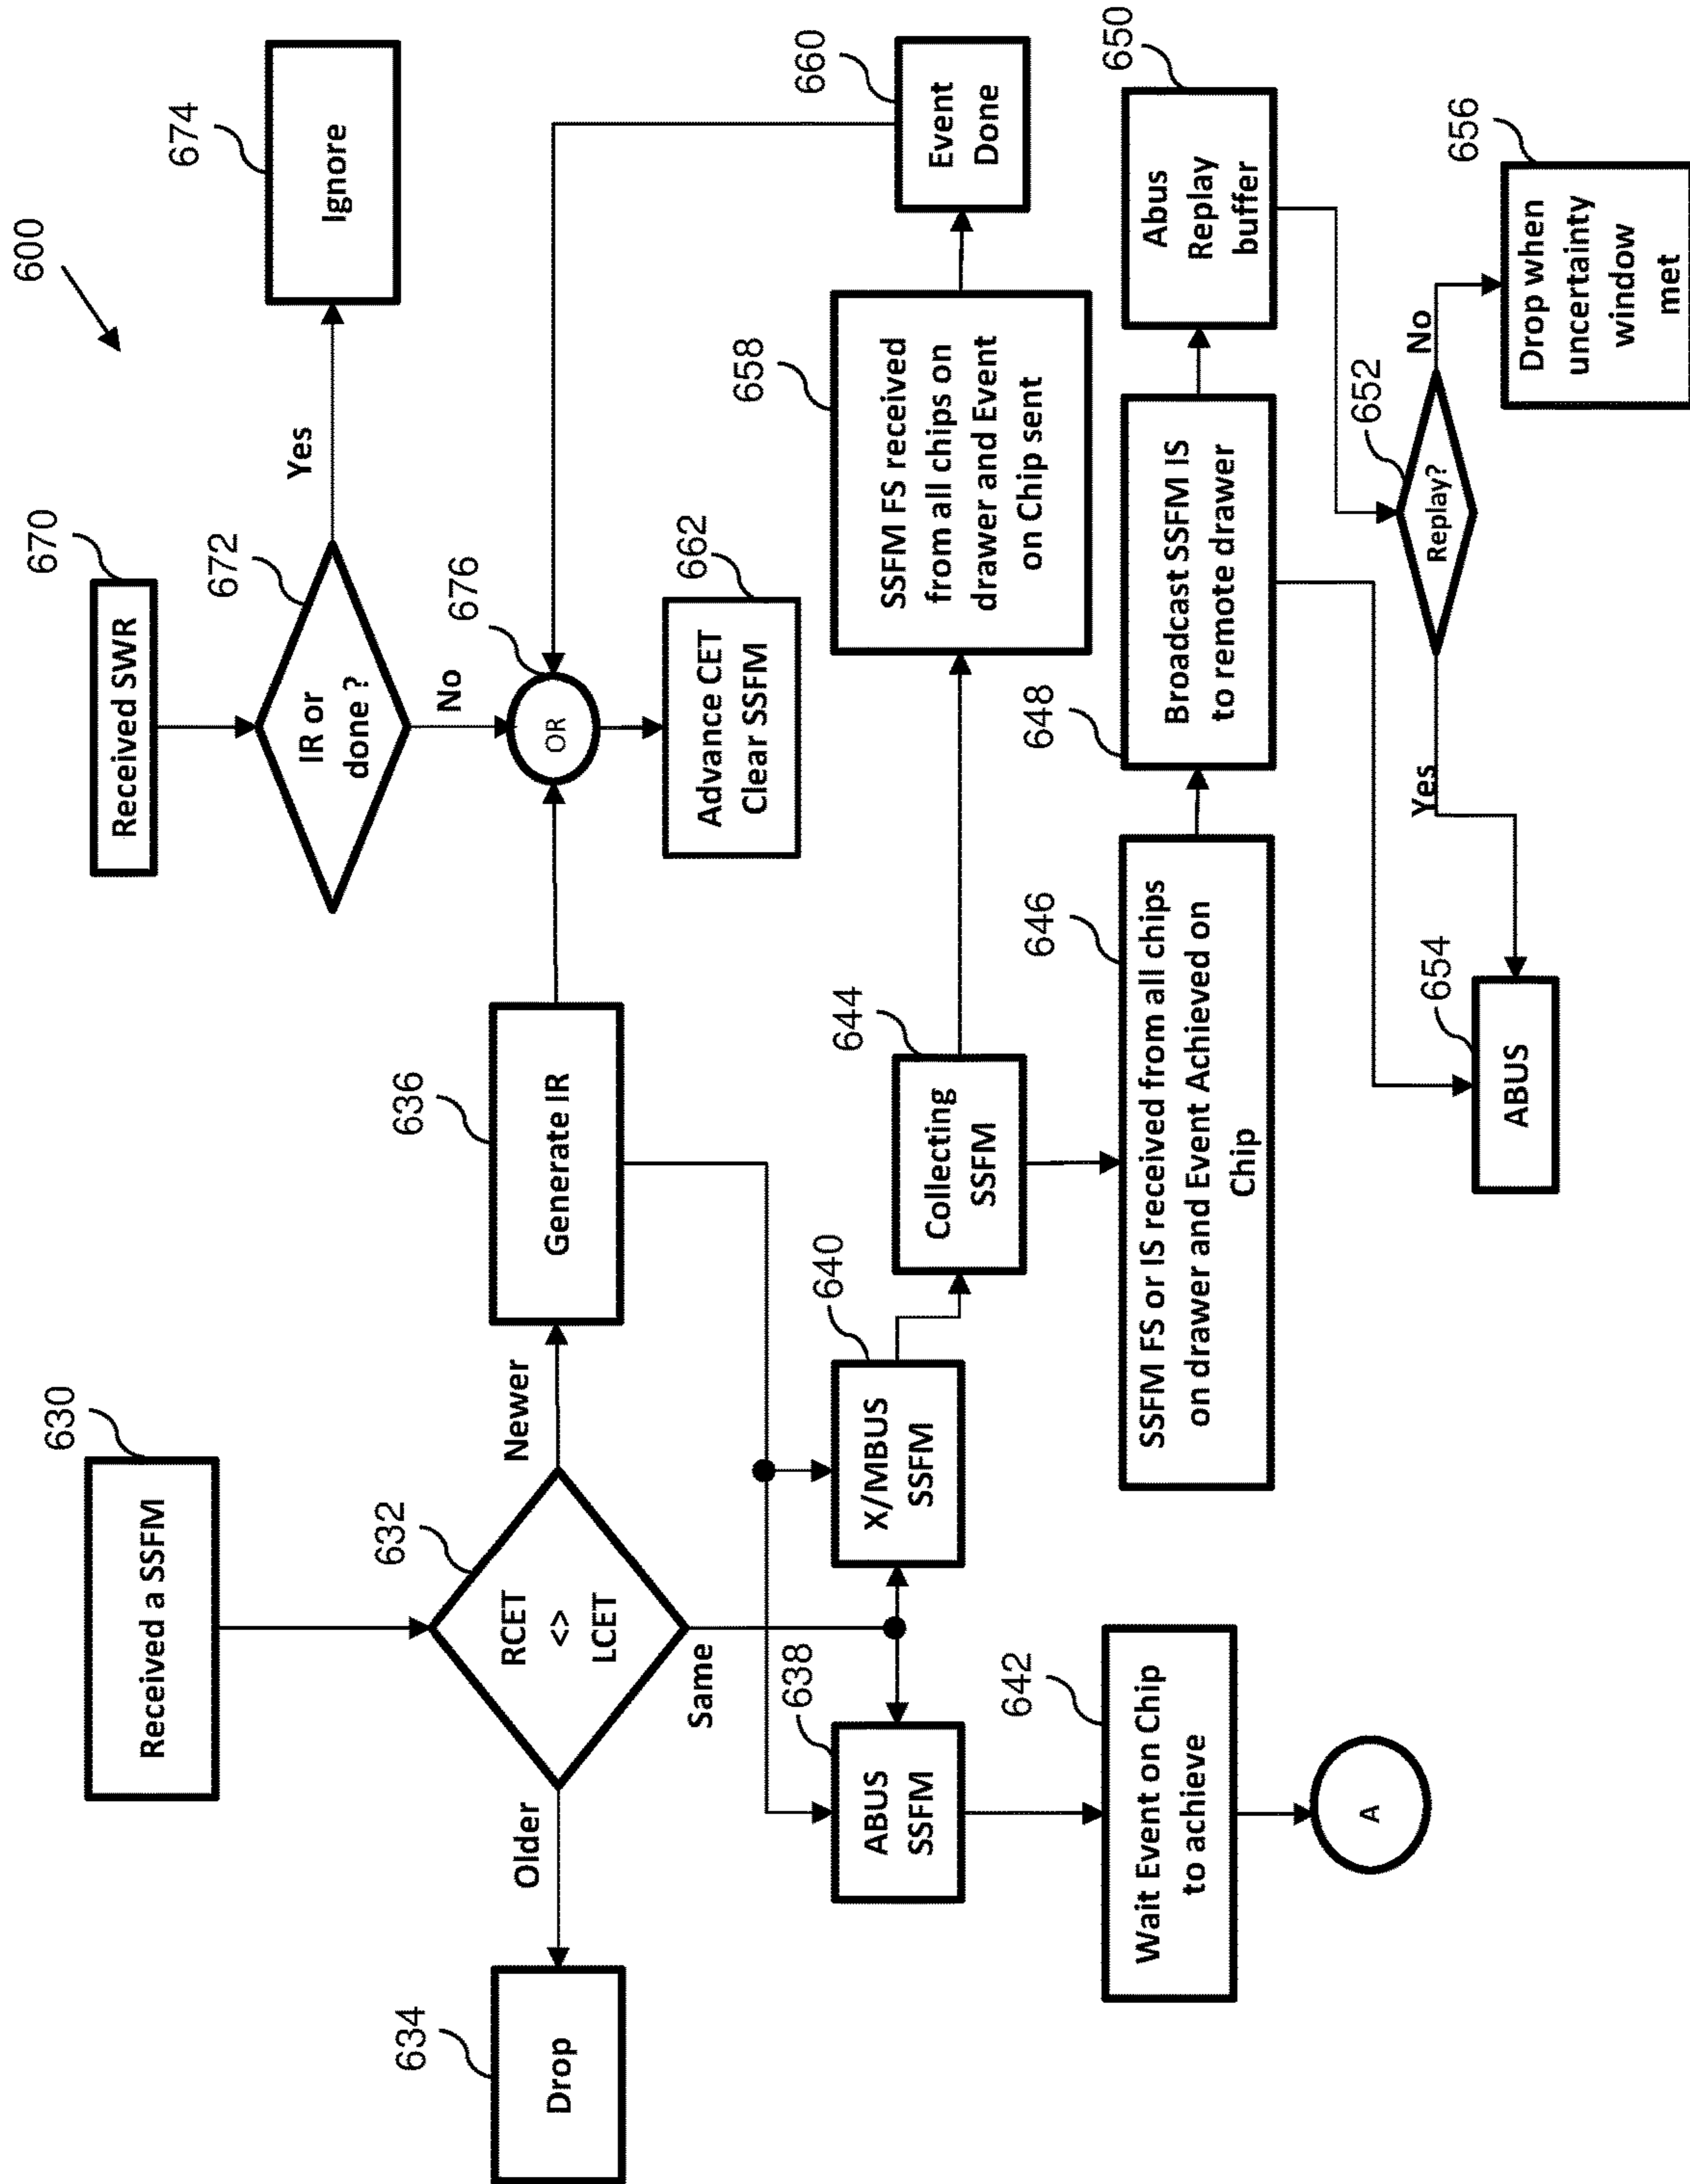 600
630
Received a SSFM
632
RCET
<>
LCET
Older
Newer
Same
634
Drop
636
Generate IR
638
ABUS
SSFM
640
X/MBUS
SSFM
642
Wait Event on Chip
to achieve
A
644
Collecting
SSFM
646
SSFM FS or IS received from all chips
on drawer and Event Achieved on
Chip
648
Broadcast SSFM IS
to remote drawer
650
Abus
Replay
buffer
652
Replay?
Yes
No
654
ABUS
656
Drop when
uncertainty
window
met
658
SSFM FS received
from all chips on
drawer and Event
on Chip sent
660
Event
Done
670
Received SWR
672
IR or
done ?
Yes
No
674
Ignore
676
OR
662
Advance CET
Clear SSFM